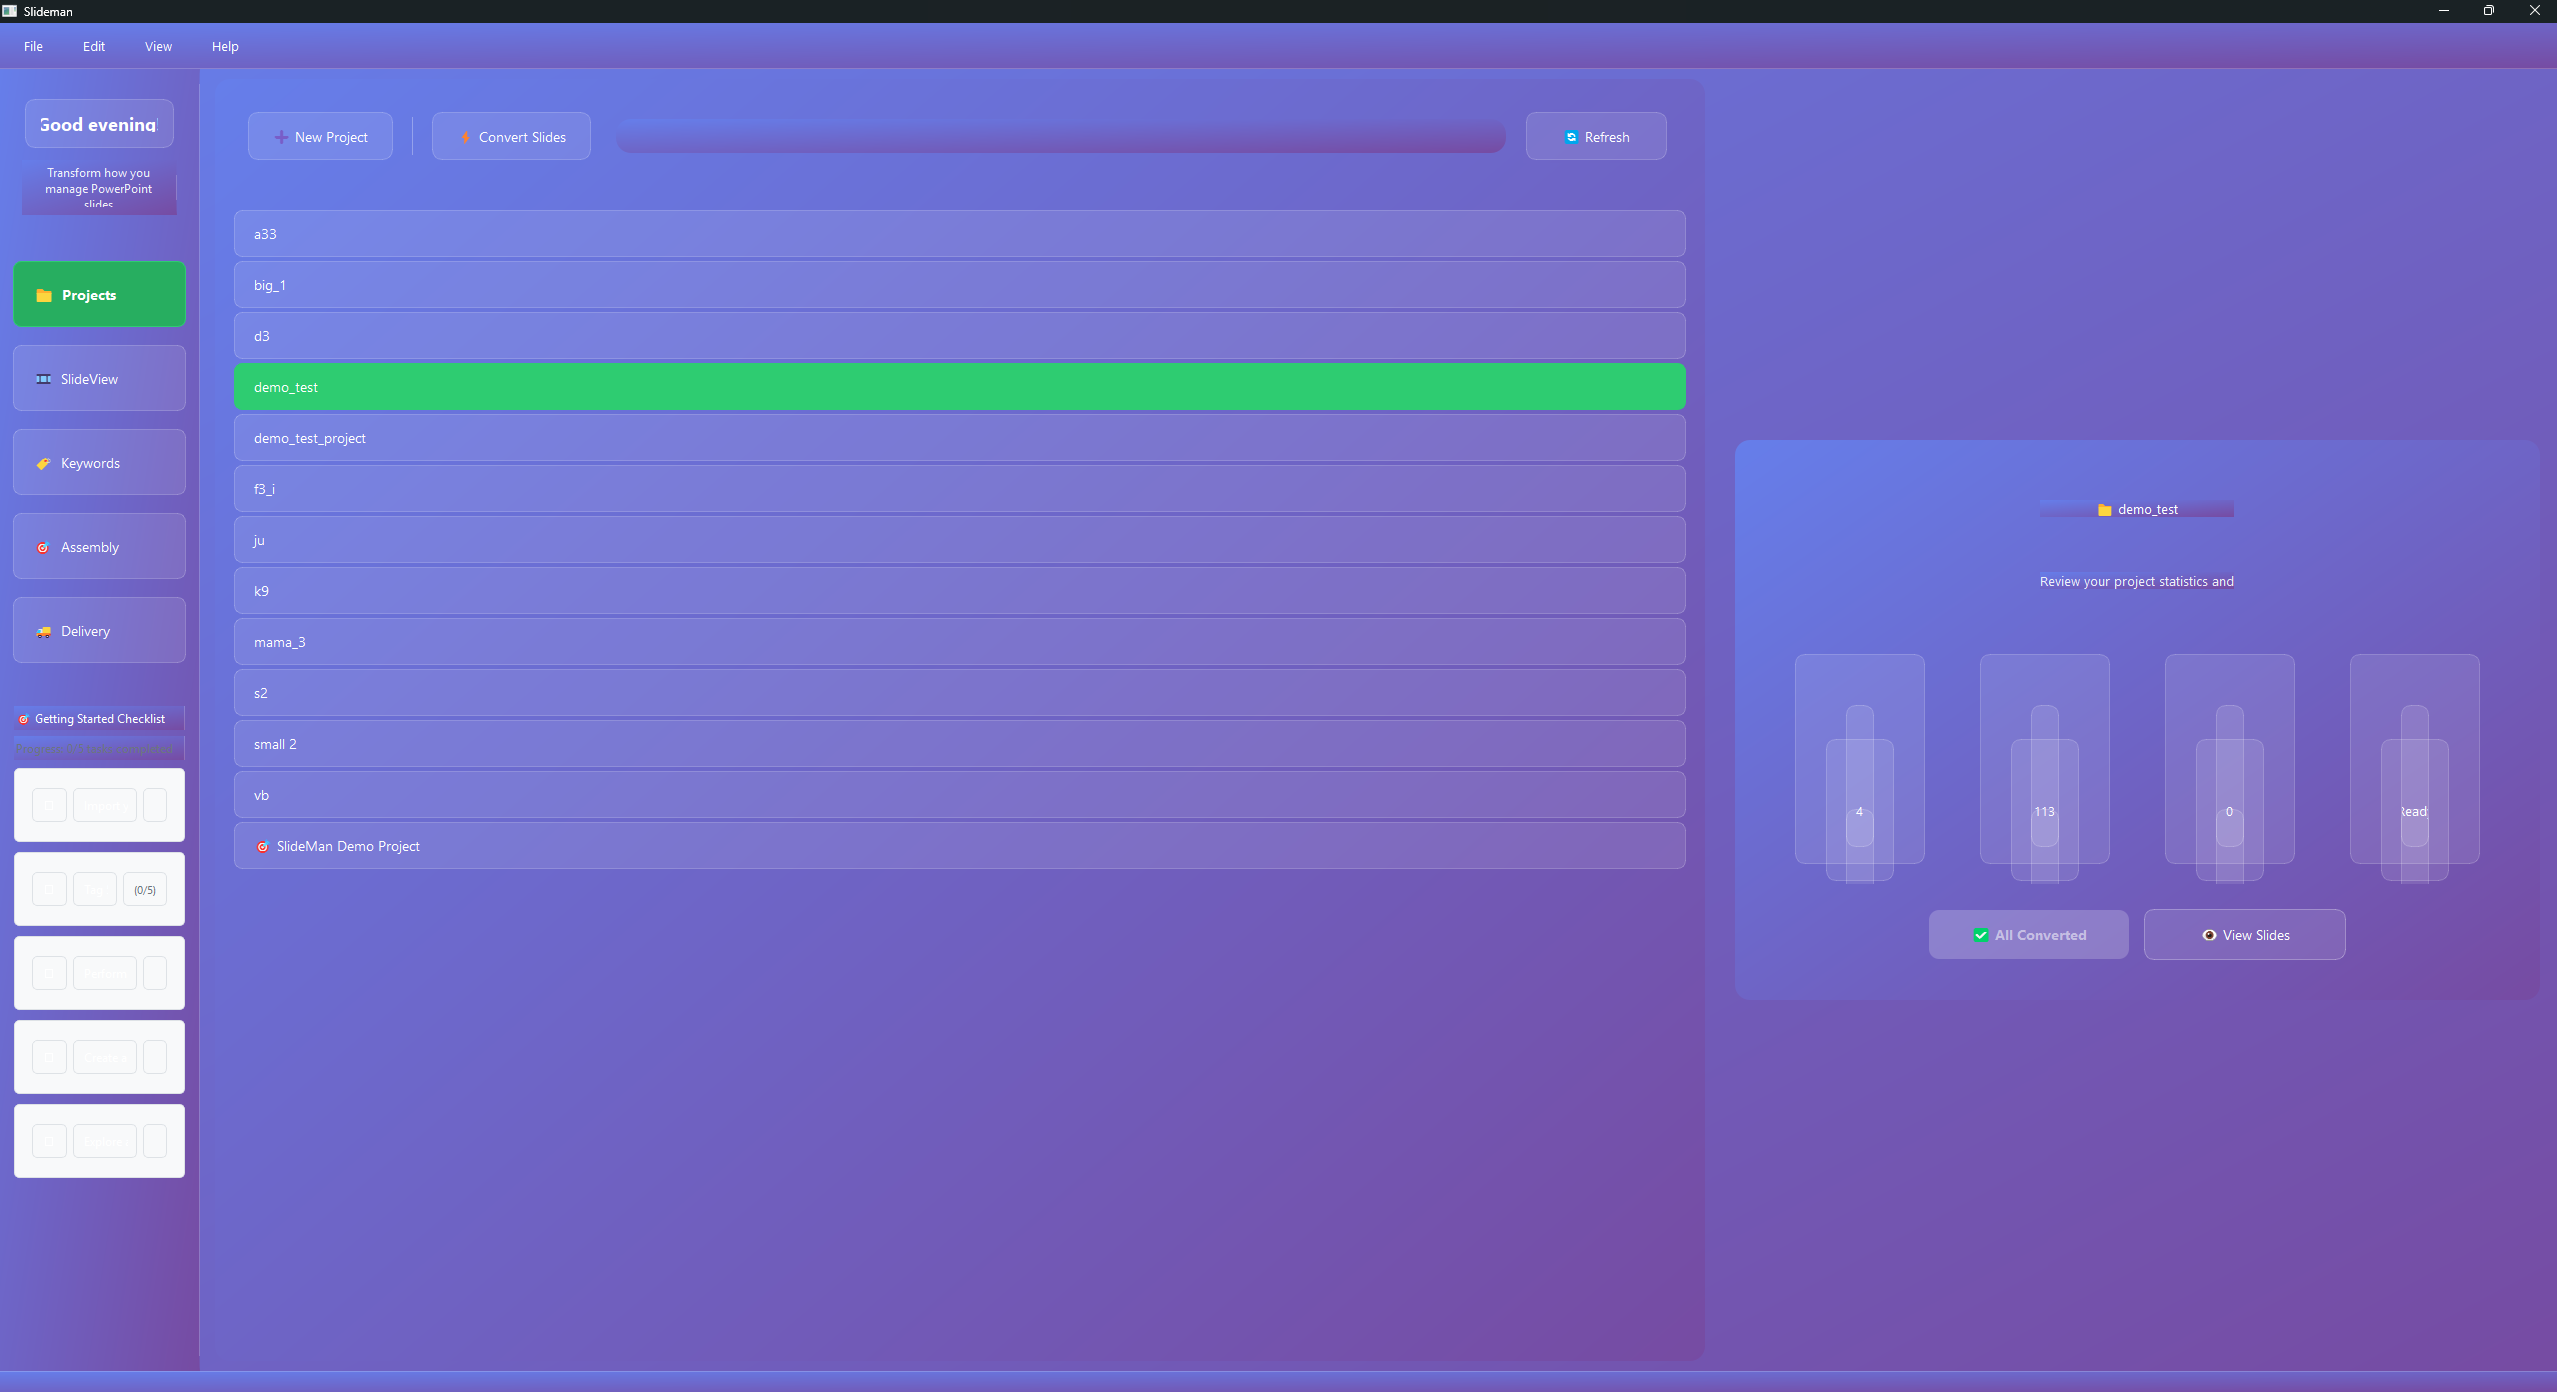 Slideman
File Edit View Help
Good evening!
Transform how you
manage PowerPoint
slides
Projects
SlideView
Keywords
Assembly
Delivery
Getting Started Checklist
(0/5)
New Project
Convert Slides
Refresh
a33
big_1
d3
demo_test
demo_test_project
f3_i
ju
k9
mama_3
s2
small 2
vb
SlideMan Demo Project
demo_test
Review your project statistics and
4
113
0
Read
All Converted
View Slides